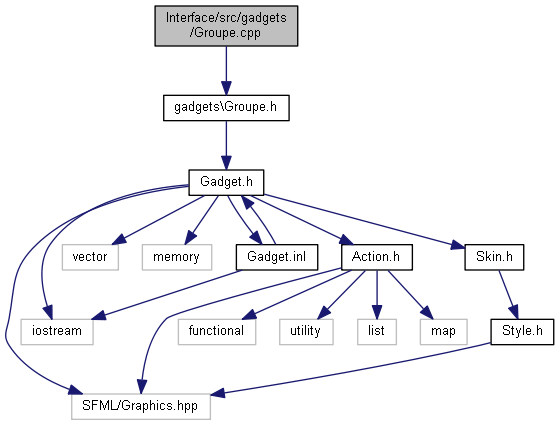 Interface/src/gadgets
/Groupe.cpp
gadgets\Groupe.h
Gadget.h
vector
memory
Gadget.inl
Action.h
Skin.h
iostream
functional
utility
list
map
Style.h
SFML/Graphics.hpp